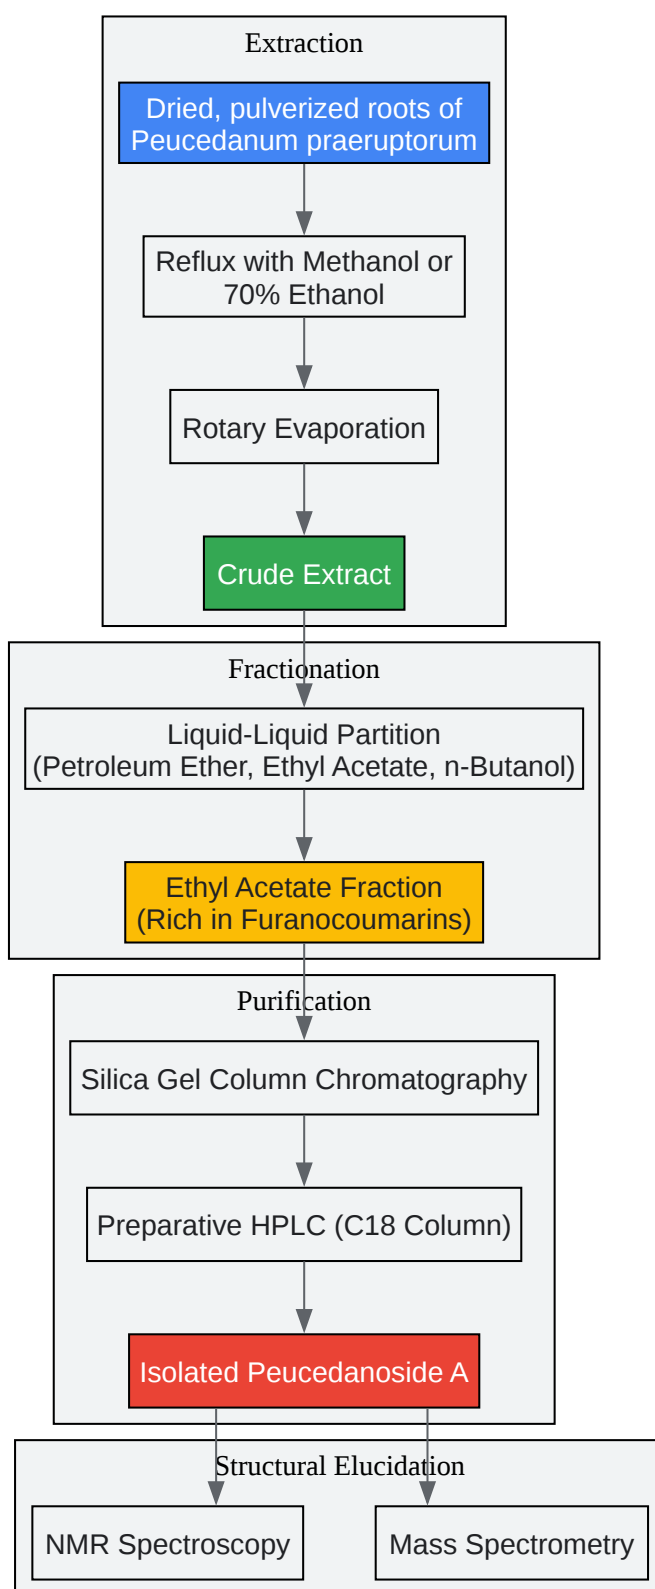 Extraction
Dried, pulverized roots of
Peucedanum praeruptorum
Reflux with Methanol or
70% Ethanol
Rotary Evaporation
Crude Extract
Fractionation
Liquid-Liquid Partition
(Petroleum Ether, Ethyl Acetate, n-Butanol)
Ethyl Acetate Fraction
(Rich in Furanocoumarins)
Purification
Silica Gel Column Chromatography
Preparative HPLC (C18 Column)
Isolated Peucedanoside A
Structural Elucidation
NMR Spectroscopy
Mass Spectrometry